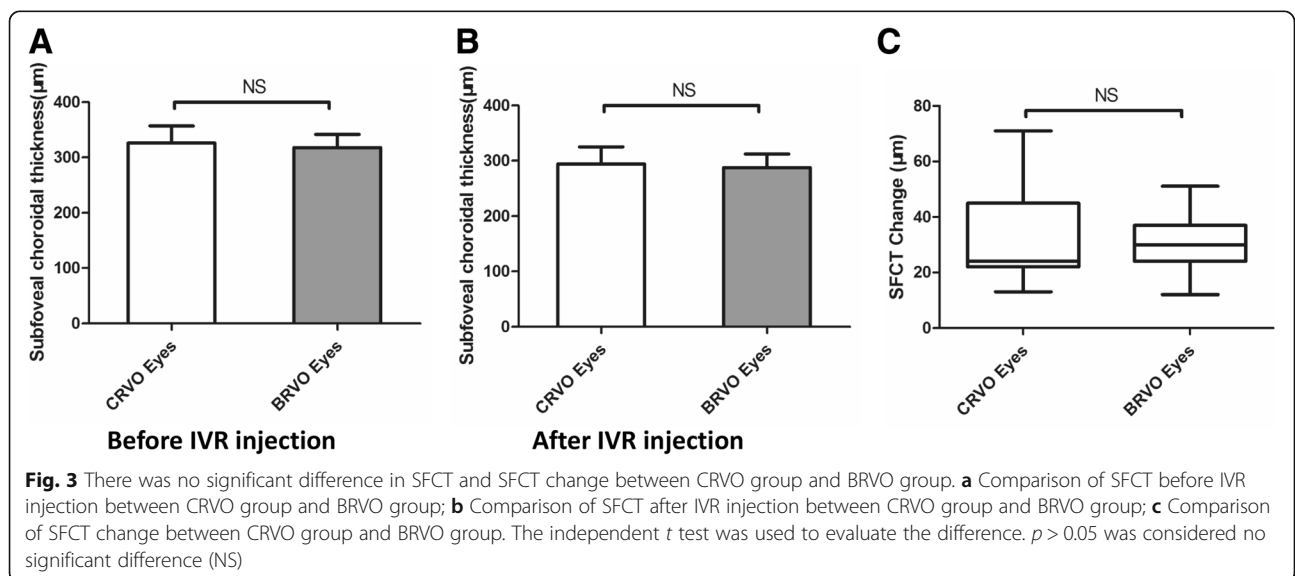 A
B
C
NS
NS
NS
Subfoveal choroidal thickness(µm)
400
300
200
100
0
CRVO Eyes
BRVO Eyes
Before IVR injection
Subfoveal choroidal thickness(µm)
400
300
200
100
0
CRVO Eyes
BRVO Eyes
After IVR injection
SFCT Change (µm)
80
60
40
20
0
CRVO Eyes
BRVO Eyes
Fig. 3 There was no significant difference in SFCT and SFCT change between CRVO group and BRVO group. a Comparison of SFCT before IVR
injection between CRVO group and BRVO group; b Comparison of SFCT after IVR injection between CRVO group and BRVO group; c Comparison
of SFCT change between CRVO group and BRVO group. The independent t test was used to evaluate the difference. p > 0.05 was considered no
significant difference (NS)